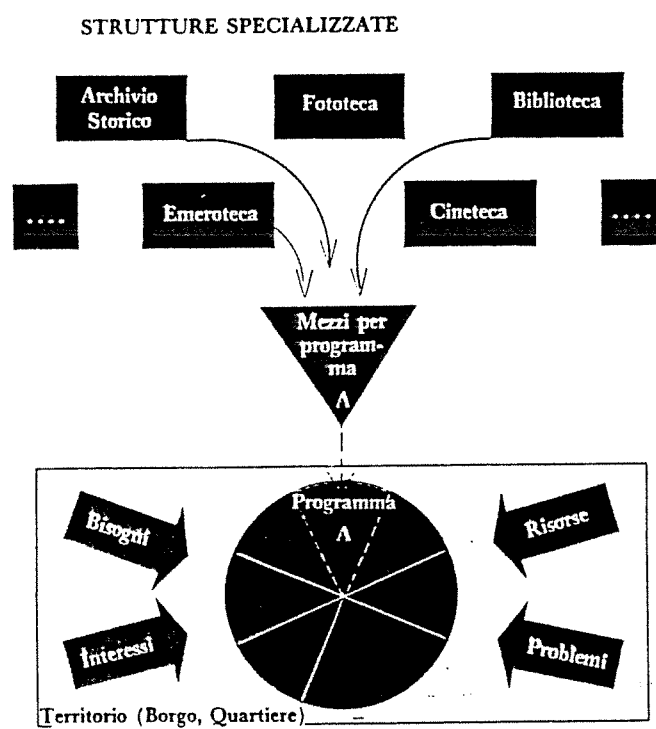 STRUTTURE SPECIALIZZATE
Archivio
Storico
Fototeca
Biblioteca
....
Emeroteca
Cineteca
....
Mezzi per
program-
ma
Λ
Programma
Λ
Bisogni
Risorse
Interessi
Problemi
Territorio (Borgo, Quartiere)